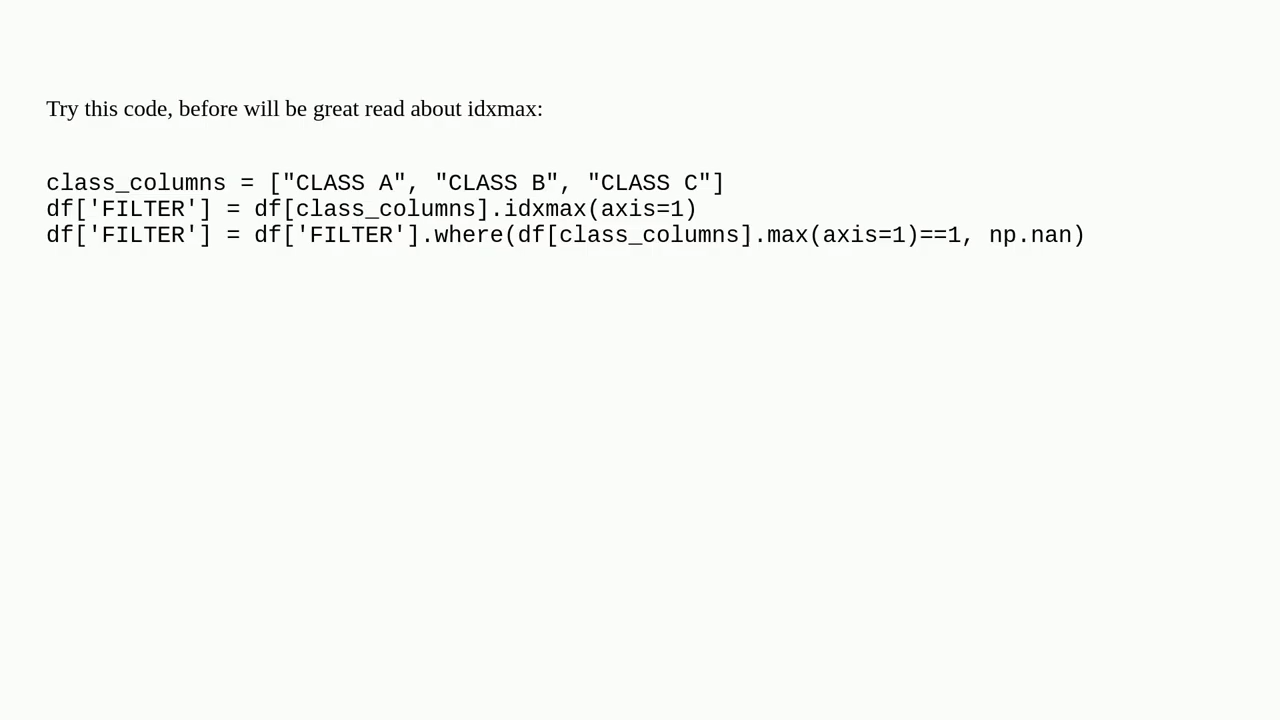 Try this code, before will be great read about idxmax:
class_columns = ["CLASS A", "CLASS B", "CLASS C"]
df['FILTER'] = df[class_columns].idxmax(axis=1)
df['FILTER'] = df['FILTER'].where(df[class_columns].max(axis=1)==1, np.nan)